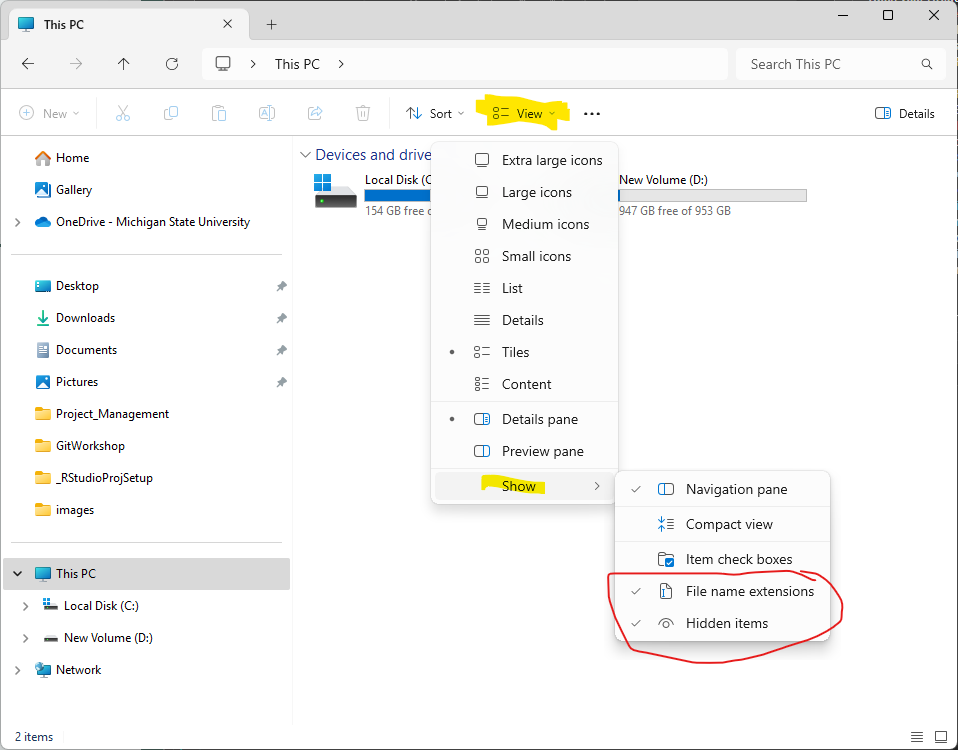 This PC
This PC
Search This PC
New
Sort
View
Details
Home
Gallery
OneDrive - Michigan State University
Desktop
Downloads
Documents
Pictures
Project_Management
GitWorkshop
_RStudioProjSetup
images
This PC
Local Disk (C:)
New Volume (D:)
Network
Devices and drive
Local Disk (
154 GB free
New Volume (D:)
947 GB free of 953 GB
Extra large icons
Large icons
Medium icons
Small icons
List
Details
Tiles
Content
Details pane
Preview pane
Show
Navigation pane
Compact view
Item check boxes
File name extensions
Hidden items
2 items